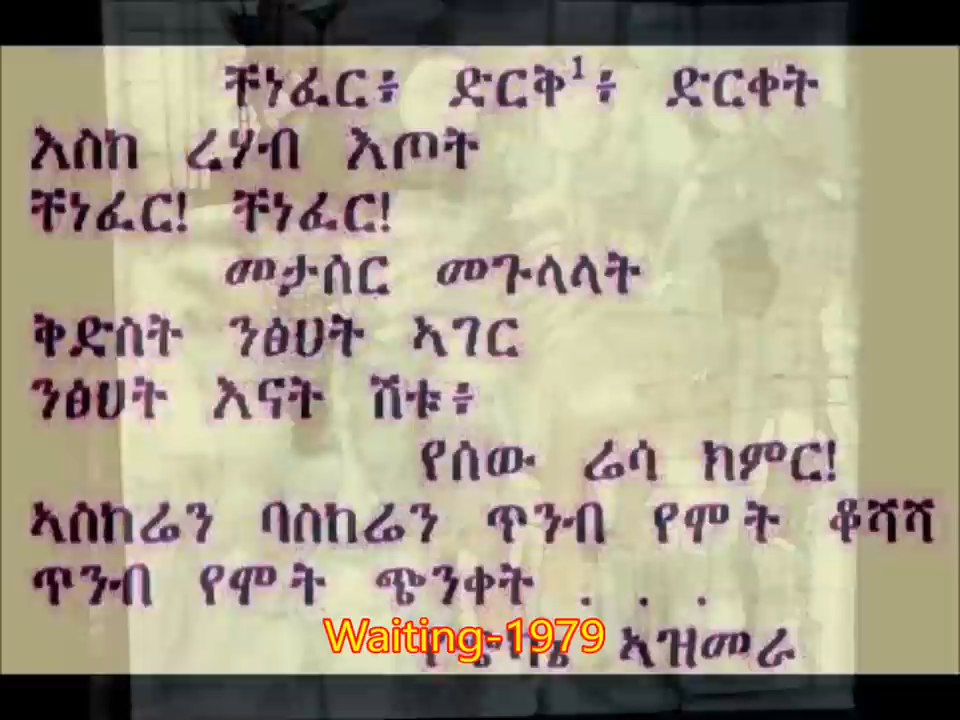 ቸነፈር፥ ድርቅ¹፥ ድርቀት
እስከ ረሃብ እጦት
ቸነፈር! ቸነፈር!
መታሰር መጉላላት
ቅድስት ንፅህት ኣገር
ንፅህት እናት ሽቱ፥
የሰው ሬሳ ክምር!
ኣስከሬን ባስከሬን ጥንብ የሞት ቆሻሻ
ጥንብ የሞት ጭንቀት . . .
Waiting-1979
ኣዝመራ